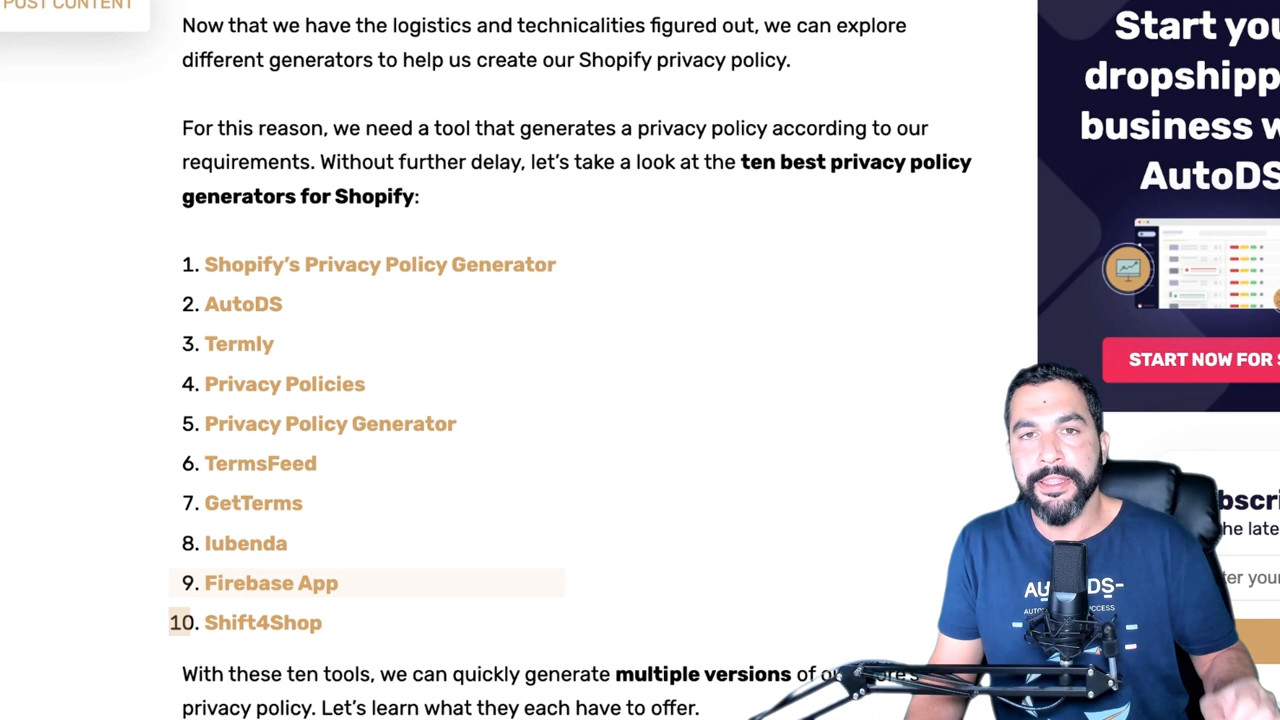 POST CONTENT
Now that we have the logistics and technicalities figured out, we can explore
different generators to help us create our Shopify privacy policy.
For this reason, we need a tool that generates a privacy policy according to our
requirements. Without further delay, let's take a look at the ten best privacy policy
generators for Shopify:
1. Shopify's Privacy Policy Generator
2. AutoDS
3. Termly
4. Privacy Policies
5. Privacy Policy Generator
6. TermsFeed
7. GetTerms
8. Iubenda
9. Firebase App
10. Shift4Shop
With these ten tools, we can quickly generate multiple versions of
privacy policy. Let's learn what they each have to offer.
Start you
dropshipp
business w
AutoDS
START NOW FOR
bscri
he late
er your